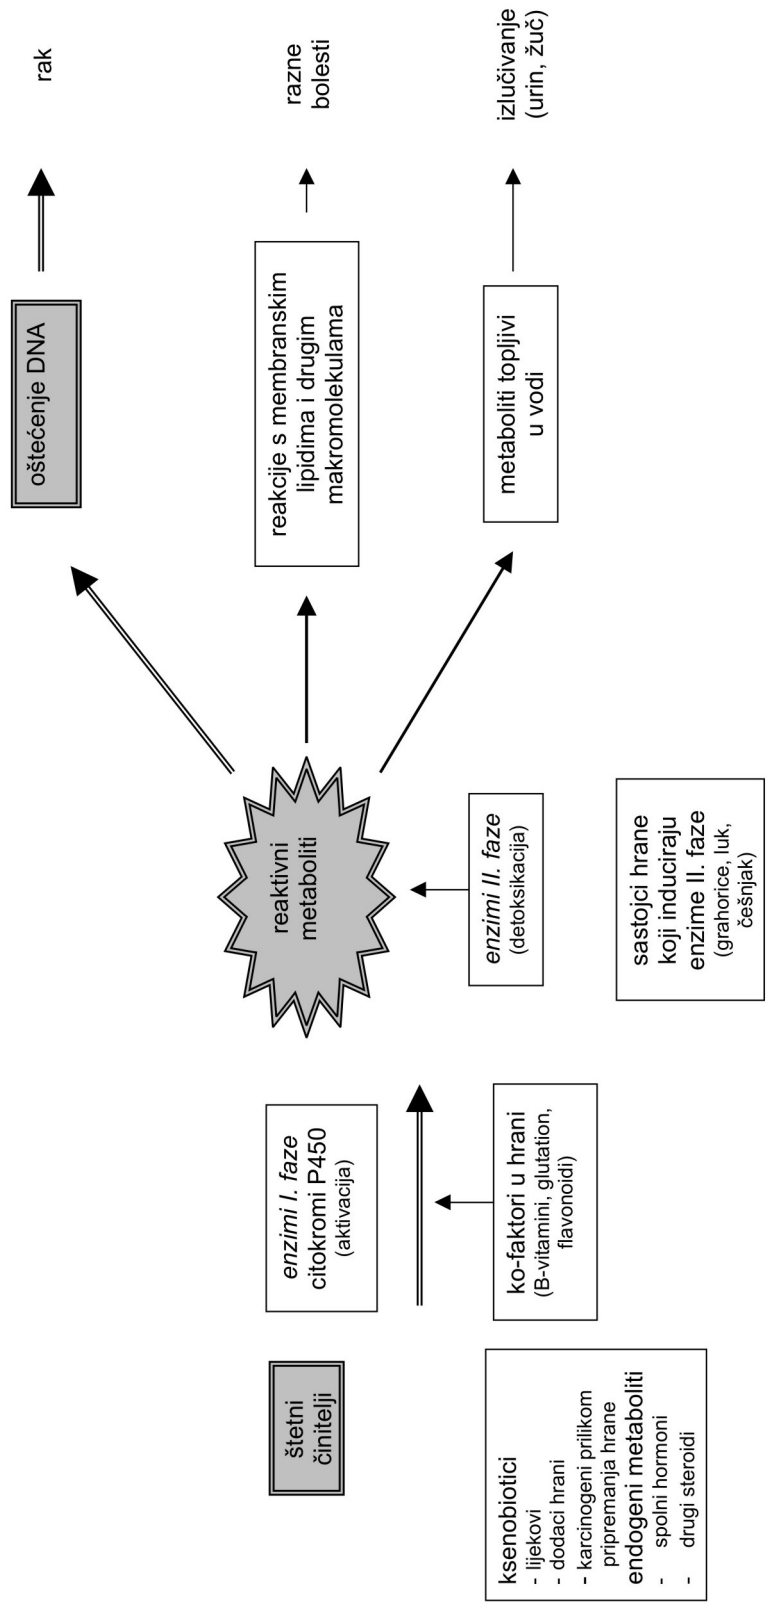 štetni
činitelji
ksenobiotici
- lijekovi
- dodaci hrani
- karcinogeni prilikom
pripremanja hrane
endogeni metaboliti
- spolni hormoni
- drugi steroidi
enzimi I. faze
citokromi P450
(aktivacija)
ko-faktori u hrani
(B-vitamini, glutation,
flavonoidi)
reaktivni
metaboliti
enzimi II. faze
(detoksikacija)
sastojci hrane
koji induciraju
enzime II. faze
(grahorice, luk,
češnjak)
oštećenje DNA
rak
reakcije s membranskim
lipidima i drugim
makromolekulama
razne
bolesti
metaboliti topljivi
u vodi
izlučivanje
(urin, žuč)